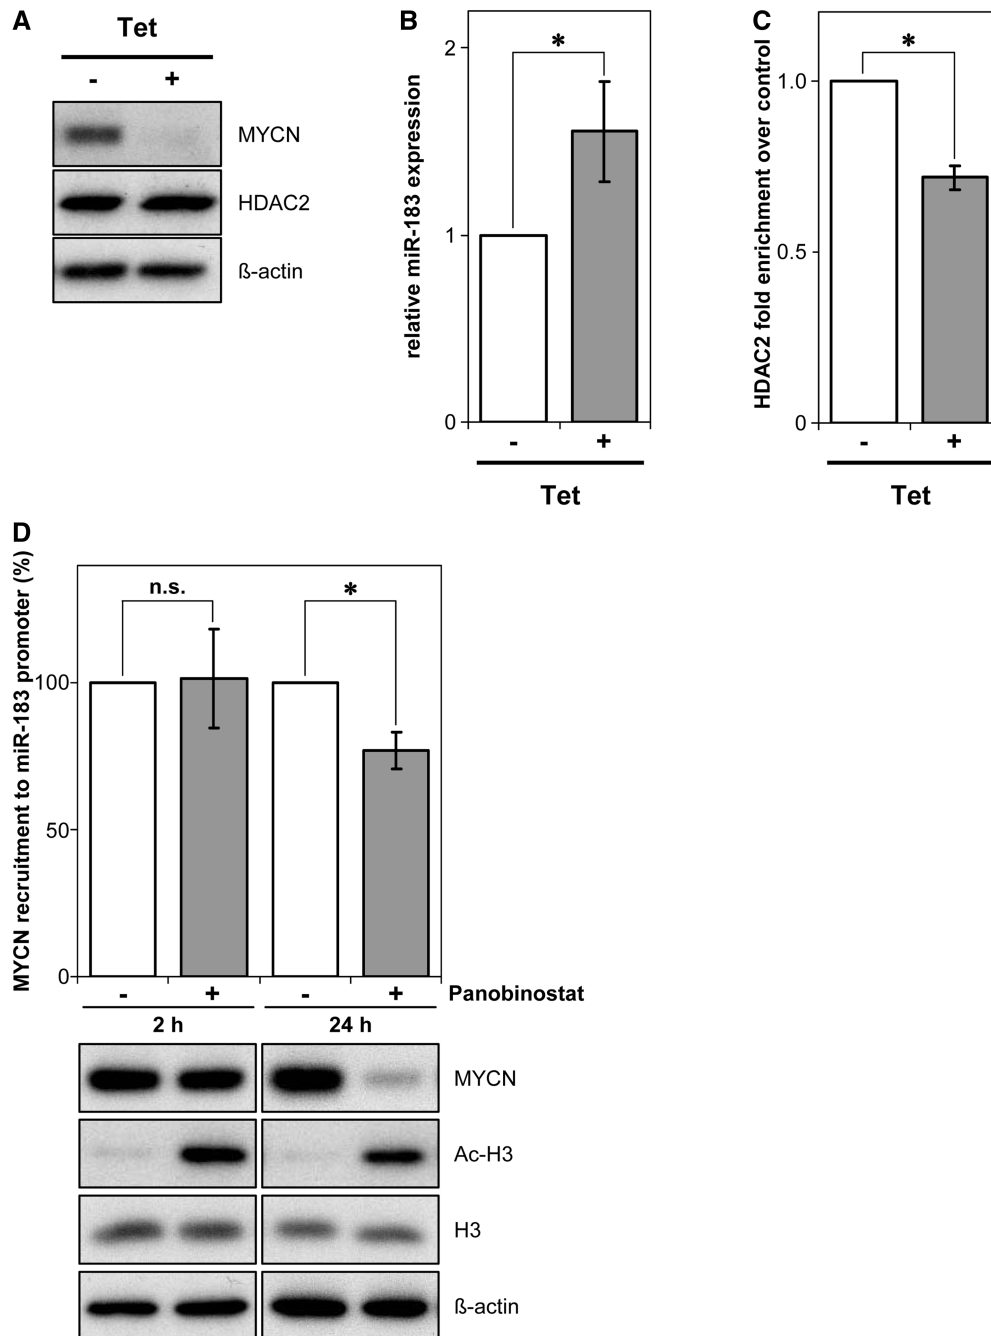 A
Tet
- +
MYCN
HDAC2
ß-actin
B
relative miR-183 expression
2
1
0
*
- +
Tet
C
HDAC2 fold enrichment over control
1.0
0.5
0
*
- +
Tet
D
MYCN recruitment to miR-183 promoter (%)
100
50
0
n.s.
*
- + - + Panobinostat
2 h 24 h
MYCN
Ac-H3
H3
ß-actin